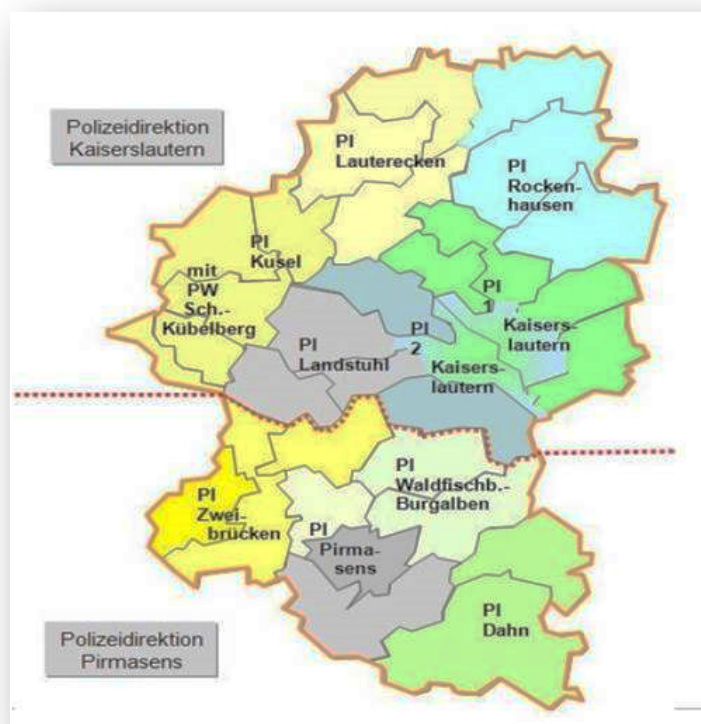 Polizeidirektion
Kaiserslautern
PI
Lauterecken
PI
Rocken-
hausen
PI
Kusel
mit
PW
Sch.-
Kübelberg
PI
1
Kaisers-
lautern
PI
2
Kaisers-
lautern
PI
Landstuhl
PI
Waldfischb.-
Burgalben
PI
Zwei-
brücken
PI
Pirma-
sens
PI
Dahn
Polizeidirektion
Pirmasens